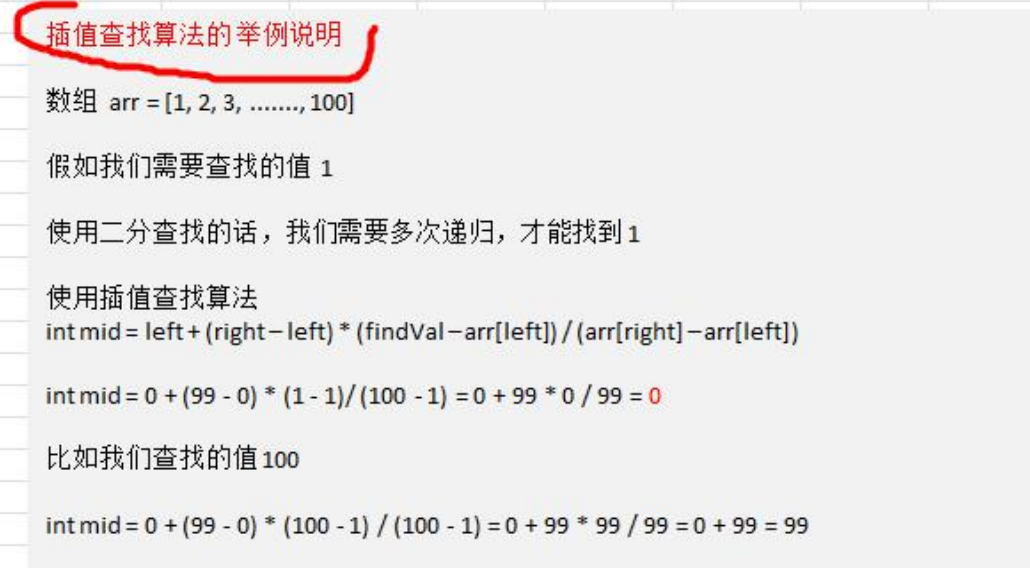 插值查找算法的举例说明
数组 arr = [1, 2, 3, ......., 100]
假如我们需要查找的值 1
使用二分查找的话，我们需要多次递归，才能找到 1
使用插值查找算法
int mid = left + (right – left) * (findVal – arr[left]) / (arr[right] – arr[left])
int mid = 0 + (99 - 0) * (1 - 1)/ (100 - 1) = 0 + 99 * 0 / 99 = 0
比如我们查找的值 100
int mid = 0 + (99 - 0) * (100 - 1) / (100 - 1) = 0 + 99 * 99 / 99 = 0 + 99 = 99